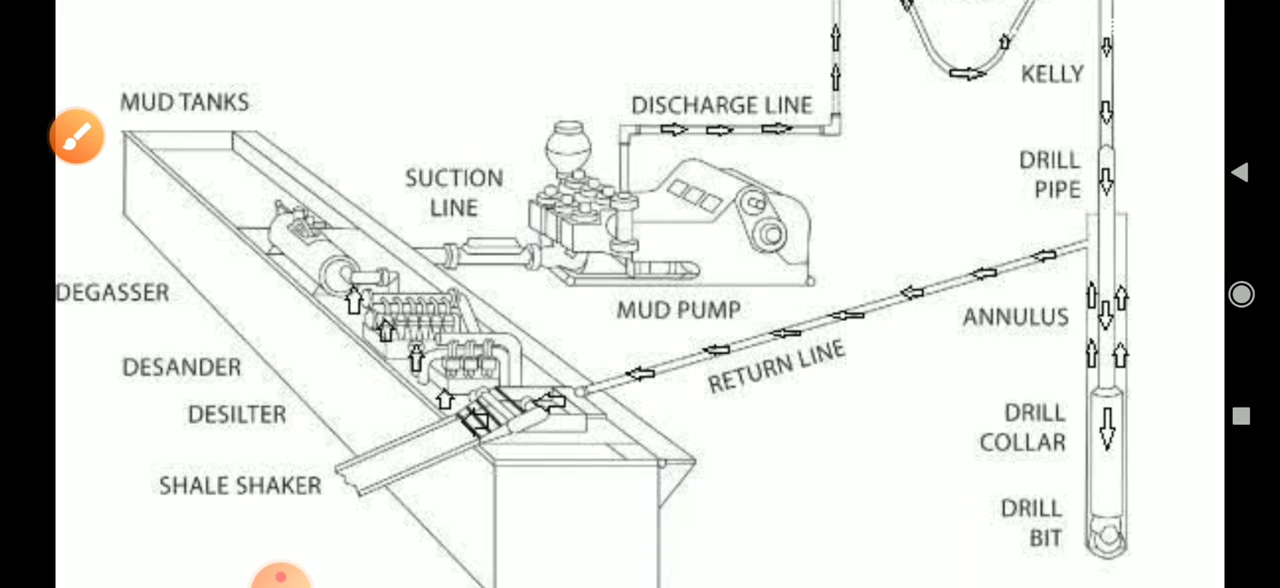 KELLY
MUD TANKS
DISCHARGE LINE
DRILL
PIPE
SUCTION
LINE
DEGASSER
MUD PUMP
ANNULUS
RETURN LINE
DESANDER
DESILTER
DRILL
COLLAR
SHALE SHAKER
DRILL
BIT